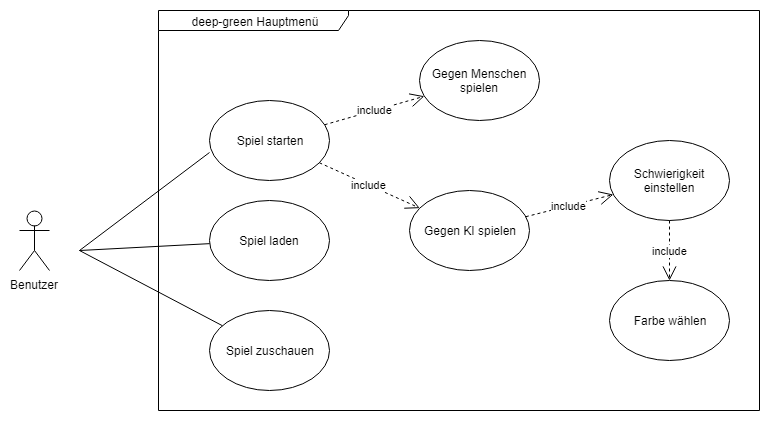 deep-green Hauptmenü
Gegen Menschen
spielen
include
Spiel starten
include
Schwierigkeit
einstellen
include
Gegen KI spielen
Spiel laden
include
Benutzer
Farbe wählen
Spiel zuschauen